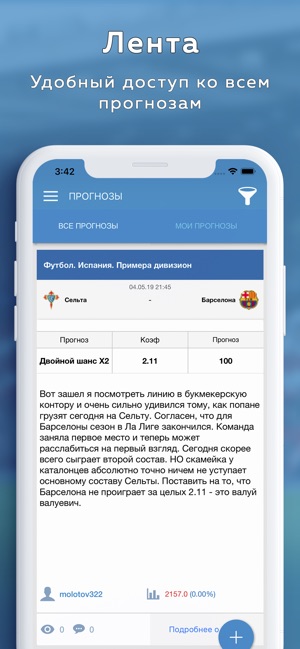 Лента
Удобный доступ ко всем
прогнозам
3:42
ПРОГНОЗЫ
ВСЕ ПРОГНОЗЫ
МОИ ПРОГНОЗЫ
Футбол. Испания. Примера дивизион
04.05.19 21:45
Сельта
-
Барселона
Прогноз
Коэф
Прогноз
Двойной шанс X2
2.11
100
Вот зашел я посмотреть линию в букмекерскую
контору и очень сильно удивился тому, как попане
грузят сегодня на Сельту. Согласен, что для
Барселоны сезон в Ла Лиге закончился. Команда
заняла первое место и теперь может
расслабиться на первый взгляд. Сегодня скорее
всего сыграет второй состав. НО скамейка у
каталонцев абсолютно точно ничем не уступает
основному составу Сельты. Поставить на то, что
Барселона не проиграет за целых 2.11 - это валуй
валуевич.
molotov322
2157.0 (0.00%)
0
0
Подробнее о